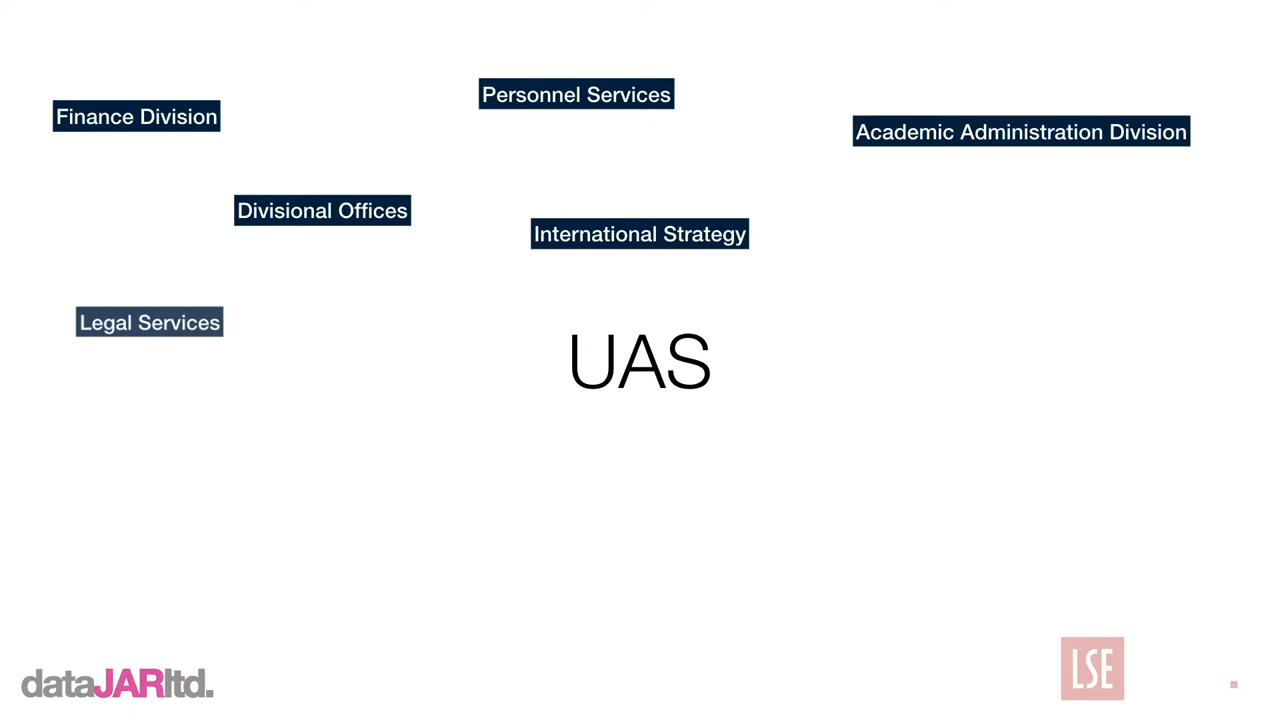 Personnel Services
Finance Division
Academic Administration Division
Divisional Offices
International Strategy
Legal Services
UAS
dataJARltd.
LSE